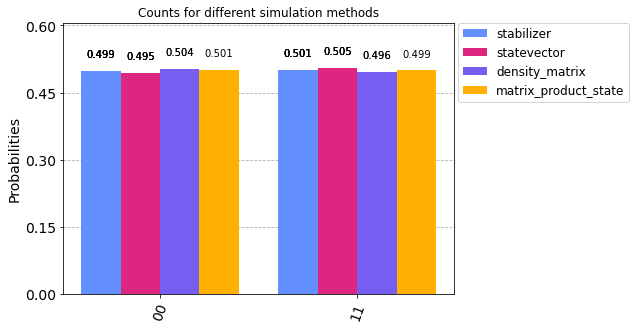 Counts for different simulation methods
0.60
0.45
0.30
0.15
0.00
Probabilities
0.499 0.495 0.504 0.501
0.501 0.505 0.496 0.499
00
11
stabilizer
statevector
density_matrix
matrix_product_state